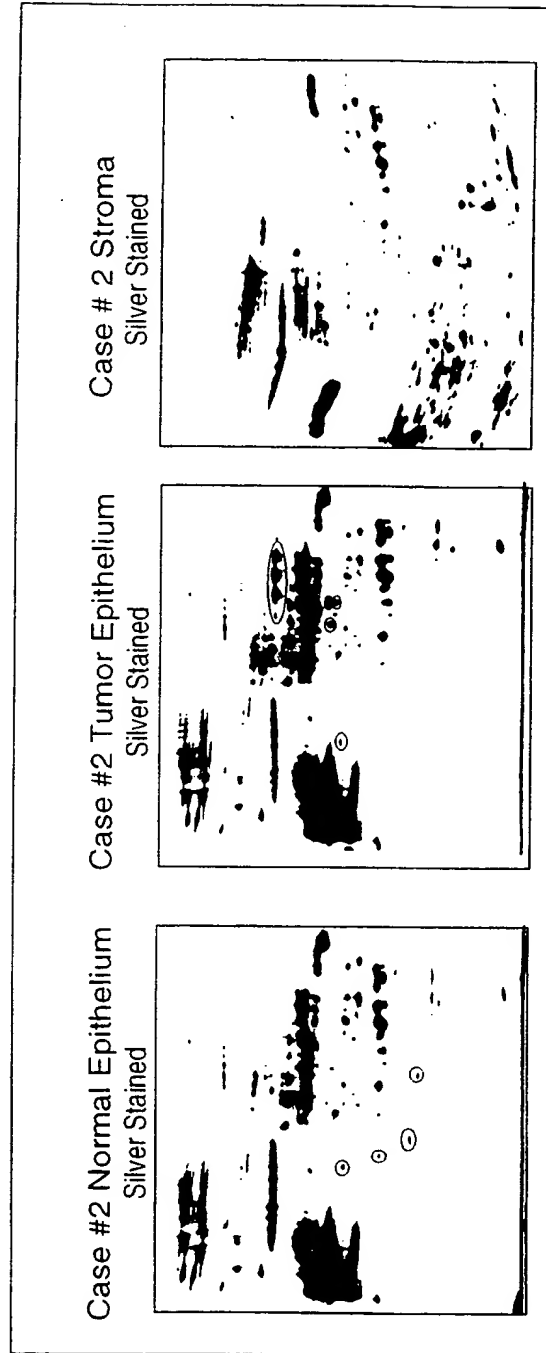 Case #2 Normal Epithelium
Silver Stained
Case #2 Tumor Epithelium
Silver Stained
Case # 2 Stroma
Silver Stained